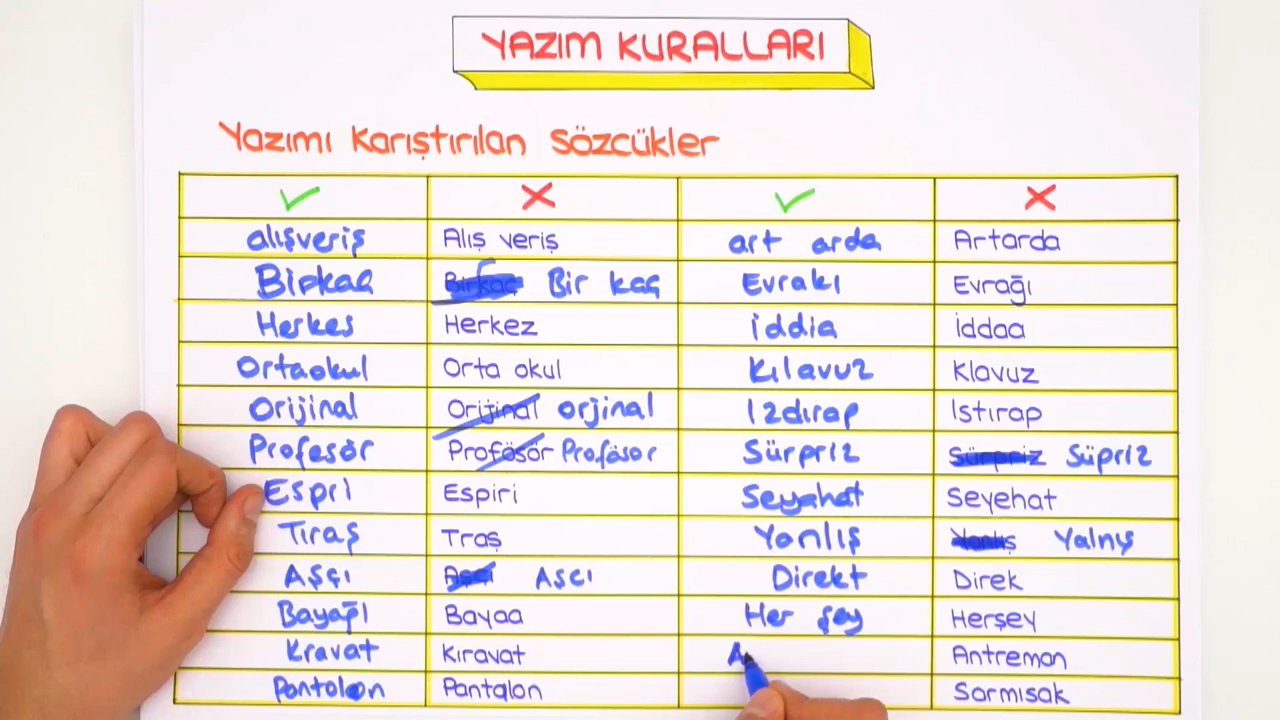 YAZIM KURALLARI
Yazımı Karıştırılan Sözcükler
alışveriş Alış veriş art arda Artarda
Birkaç Birkaç Bir kaç Evrakı Evrağı
Herkes Herkez iddia İddaa
Ortaokul Orta okul Kılavuz Klavuz
Orijinal Orijinal orjinal Izdırap Istırap
Profesör Profösör Profösor Sürpriz Sürpriz Süpriz
Espri Espiri Seyahat Seyehat
Tıraş Traş Yanlış Yanlış Yalnış
Aşçı Aşçı Aşcı Direkt Direk
Bayağı Bayaa Her şey Herşey
Kravat Kıravat A Antreman
Pantolon Pantalon Sarmısak